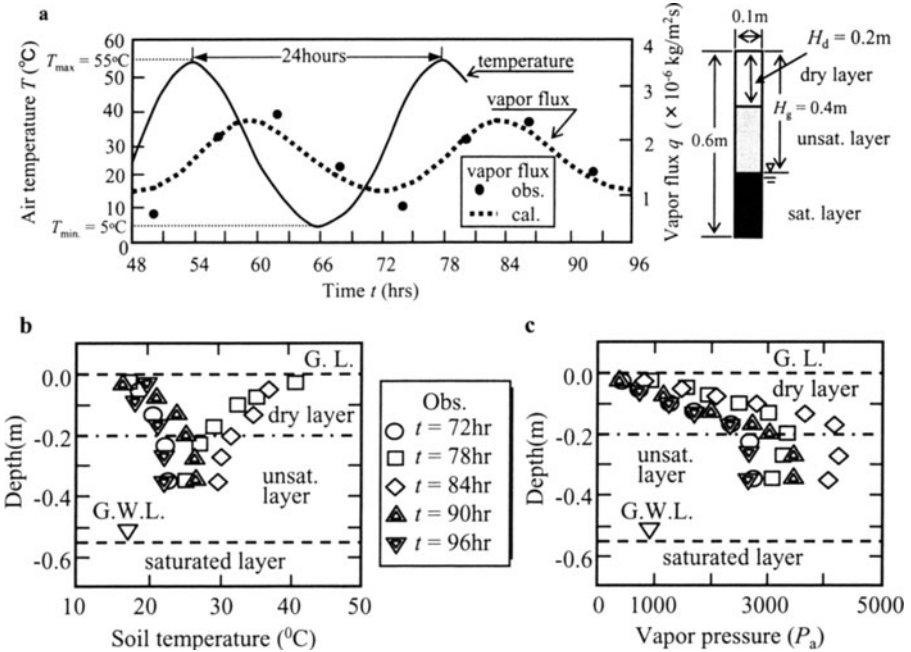 a
Air temperature T (°C)
60
50
40
30
20
10
0
T max = 55°C
T min. = 5°C
24hours
temperature
vapor flux
vapor flux
obs.
cal.
48 54 60 66 72 78 84 90 96
Time t (hrs)
4
3
2
1
0
Vapor flux q (× 10⁻⁶ kg/m²s)
0.1m
H_d = 0.2m
dry layer
H_g = 0.4m
0.6m
unsat. layer
sat. layer
b
G. L.
0.0
dry layer
-0.2
unsat.
layer
-0.4
G.W.L.
-0.6
saturated layer
Depth(m)
10 20 30 40 50
Soil temperature (⁰C)
Obs.
t = 72hr
t = 78hr
t = 84hr
t = 90hr
t = 96hr
c
G. L.
0.0
dry layer
-0.2
unsat.
layer
-0.4
G.W.L.
-0.6
saturated layer
Depth(m)
0 1000 3000 5000
Vapor pressure (Pa)